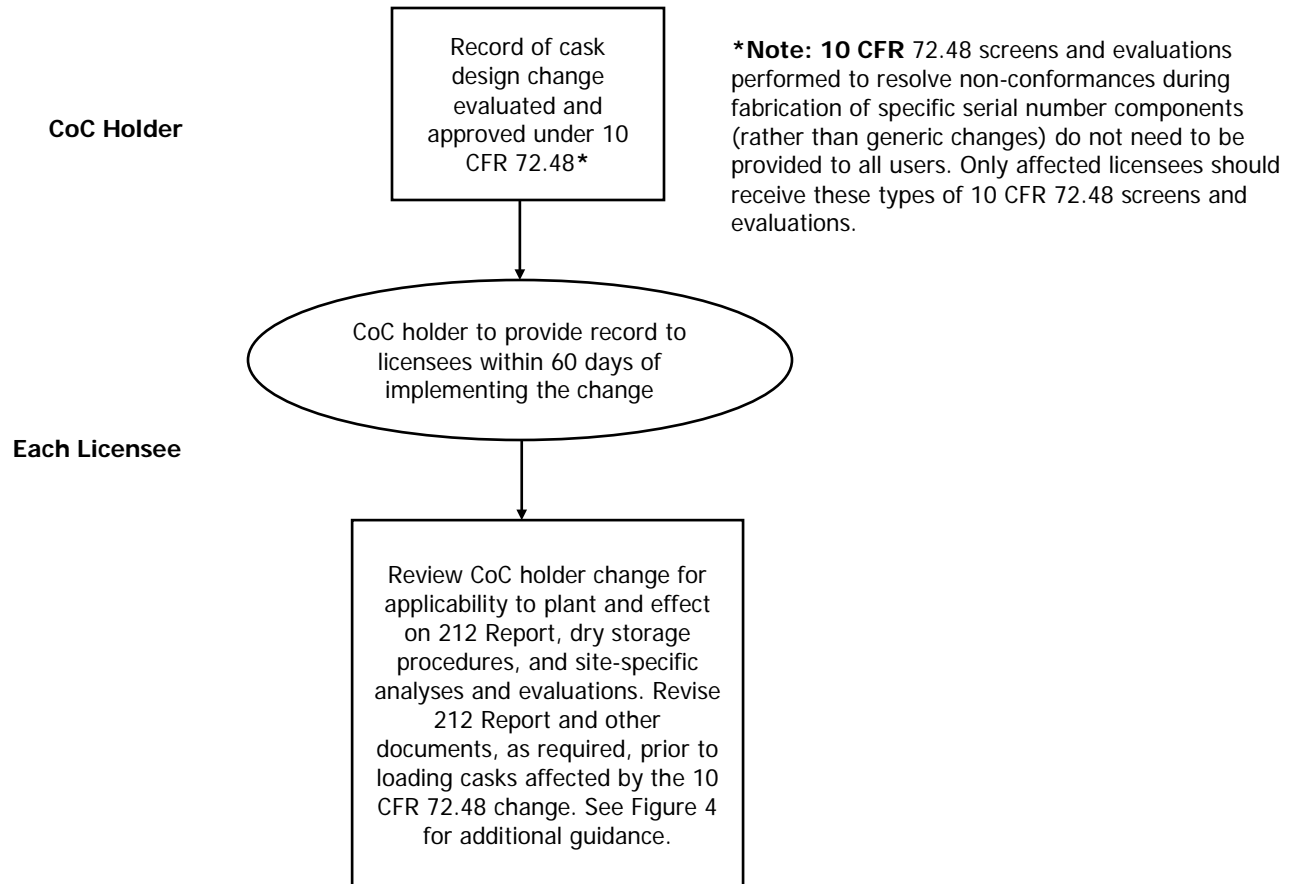 CoC Holder
Record of cask
design change
evaluated and
approved under 10
CFR 72.48*
*Note: 10 CFR 72.48 screens and evaluations
performed to resolve non-conformances during
fabrication of specific serial number components
(rather than generic changes) do not need to be
provided to all users. Only affected licensees should
receive these types of 10 CFR 72.48 screens and
evaluations.
CoC holder to provide record to
licensees within 60 days of
implementing the change
Each Licensee
Review CoC holder change for
applicability to plant and effect
on 212 Report, dry storage
procedures, and site-specific
analyses and evaluations. Revise
212 Report and other
documents, as required, prior to
loading casks affected by the 10
CFR 72.48 change. See Figure 4
for additional guidance.